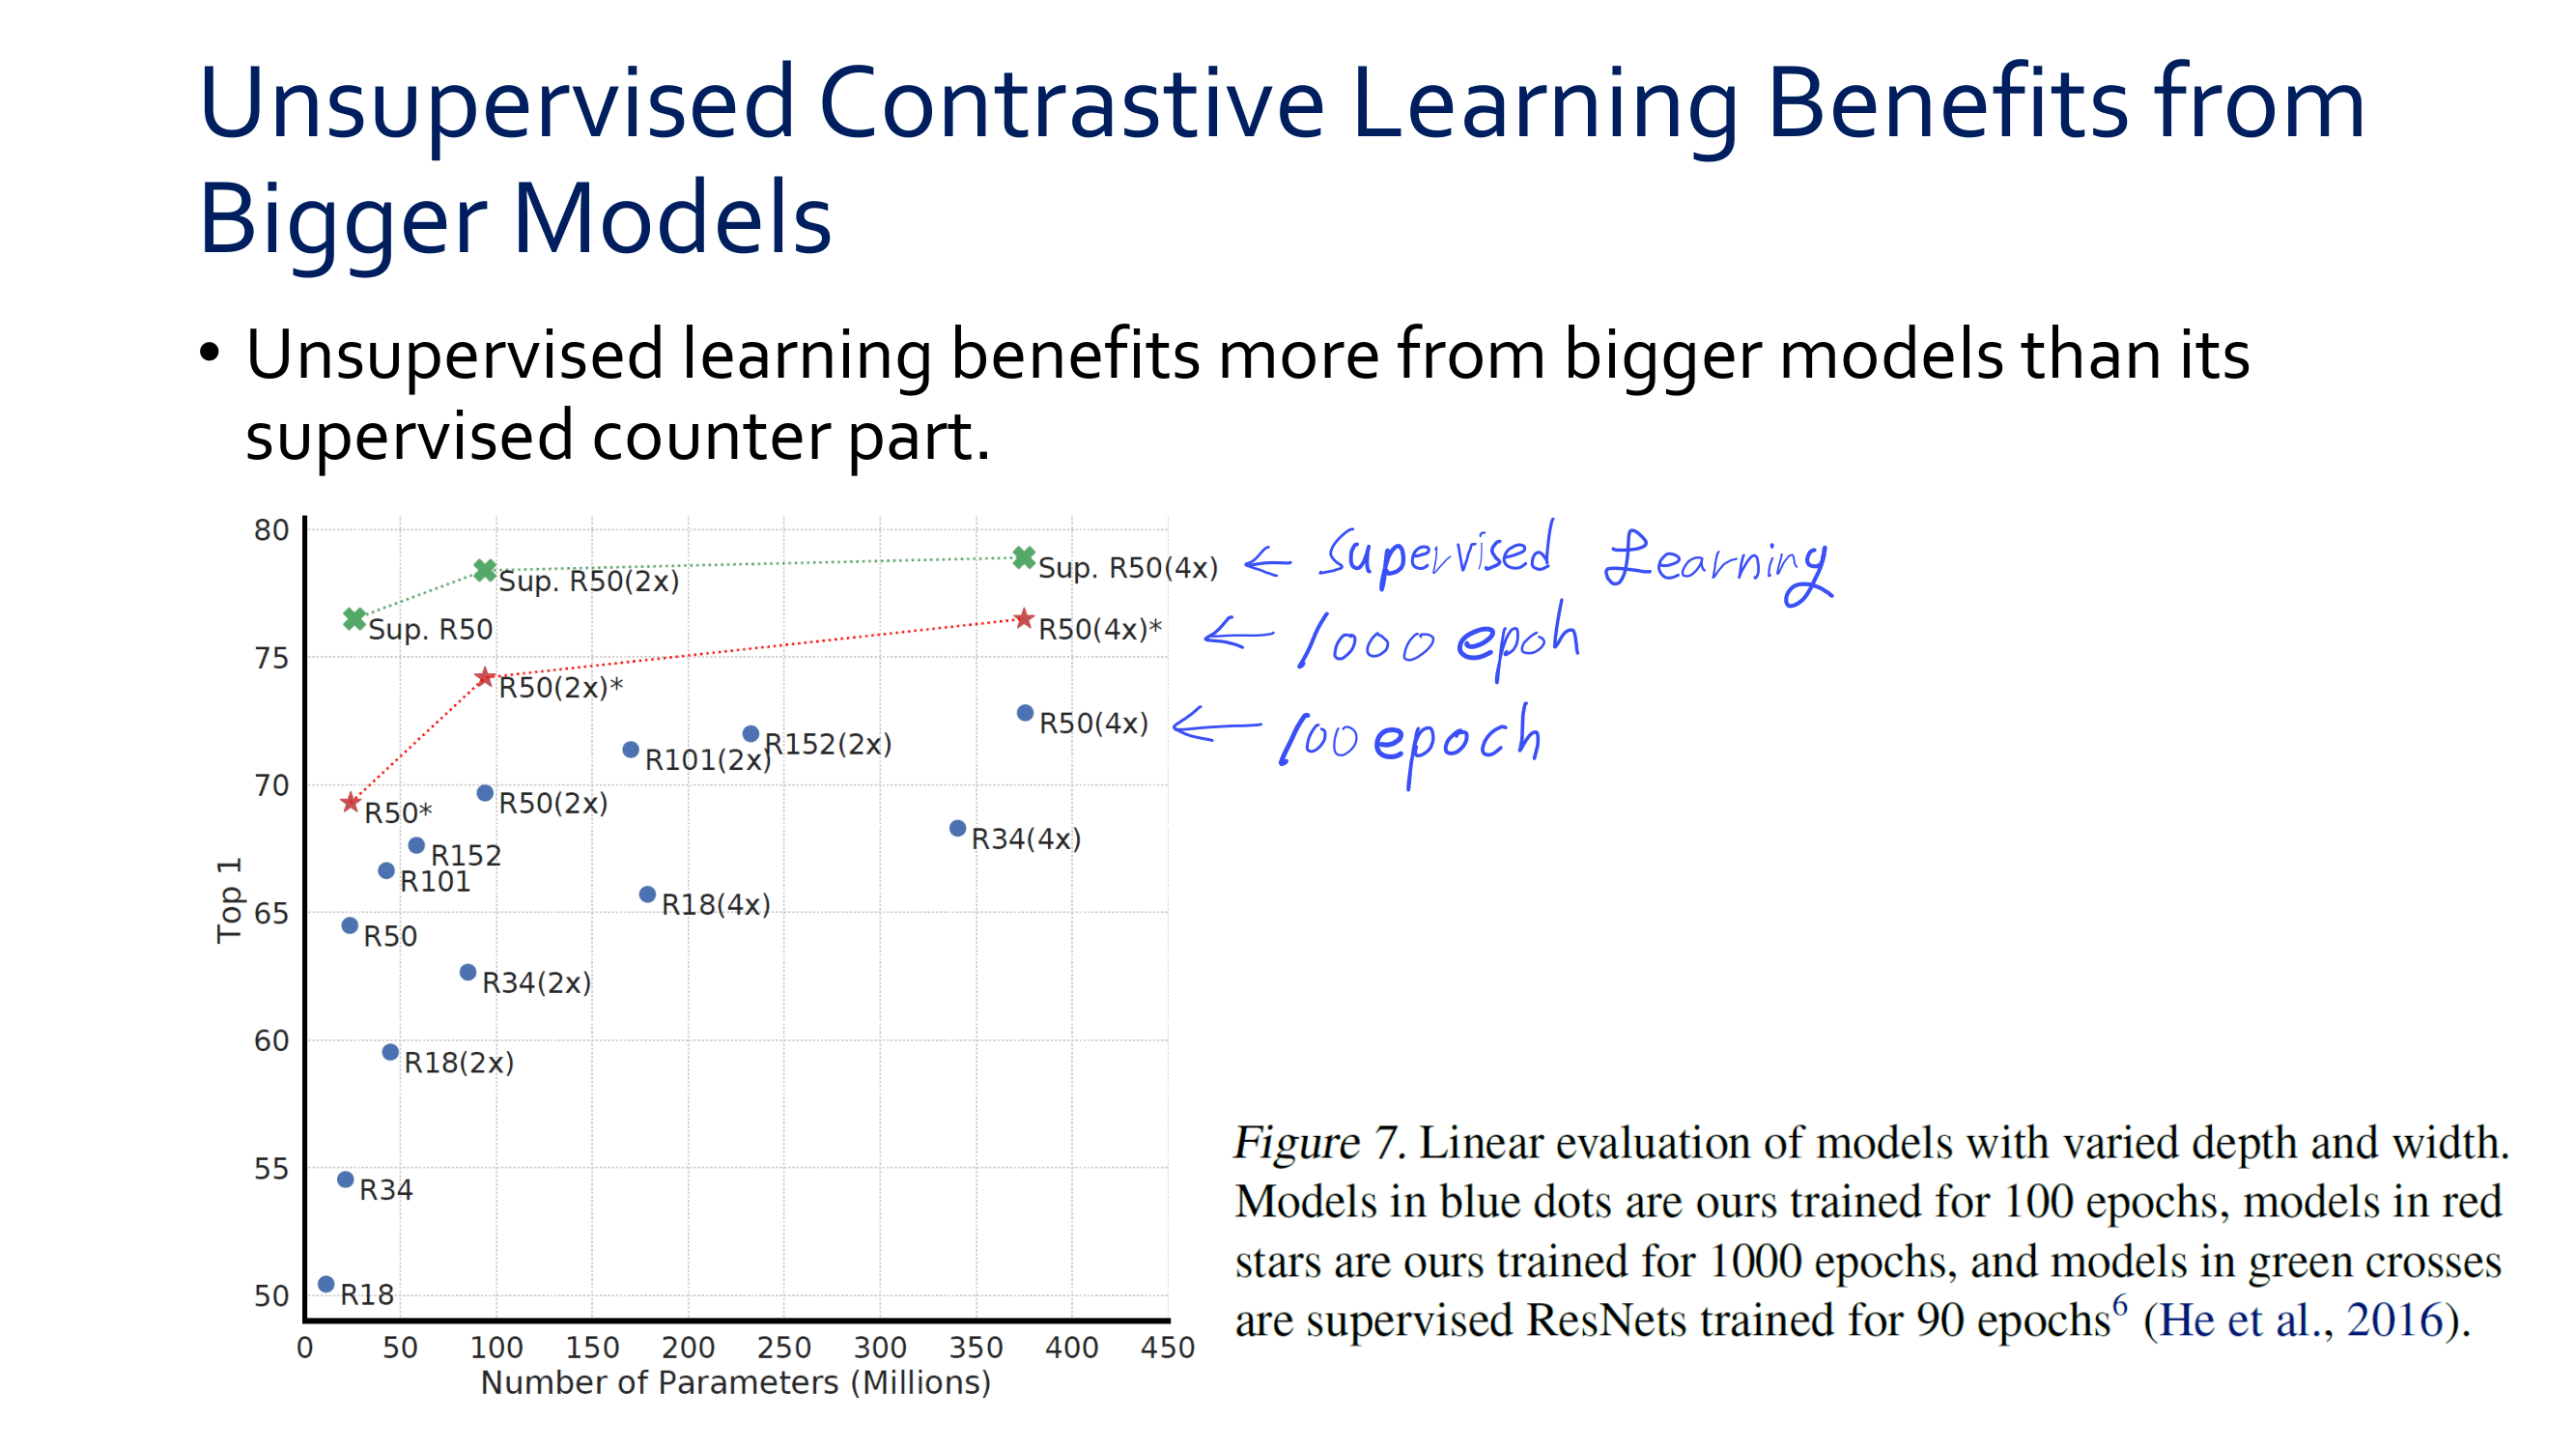 Unsupervised Contrastive Learning Benefits from
Bigger Models
• Unsupervised learning benefits more from bigger models than its
supervised counter part.
80
75
70
65
60
55
50
Top 1
0 50 100 150 200 250 300 350 400 450
Number of Parameters (Millions)
Sup. R50(4x)
Sup. R50(2x)
Sup. R50
R50(4x)*
R50(2x)*
R50(4x)
R152(2x)
R101(2x)
R50(2x)
R50*
R34(4x)
R152
R101
R18(4x)
R50
R34(2x)
R18(2x)
R34
R18
← Supervised Learning
← 1000 epoh
← 100 epoch
Figure 7. Linear evaluation of models with varied depth and width.
Models in blue dots are ours trained for 100 epochs, models in red
stars are ours trained for 1000 epochs, and models in green crosses
are supervised ResNets trained for 90 epochs⁶ (He et al., 2016).